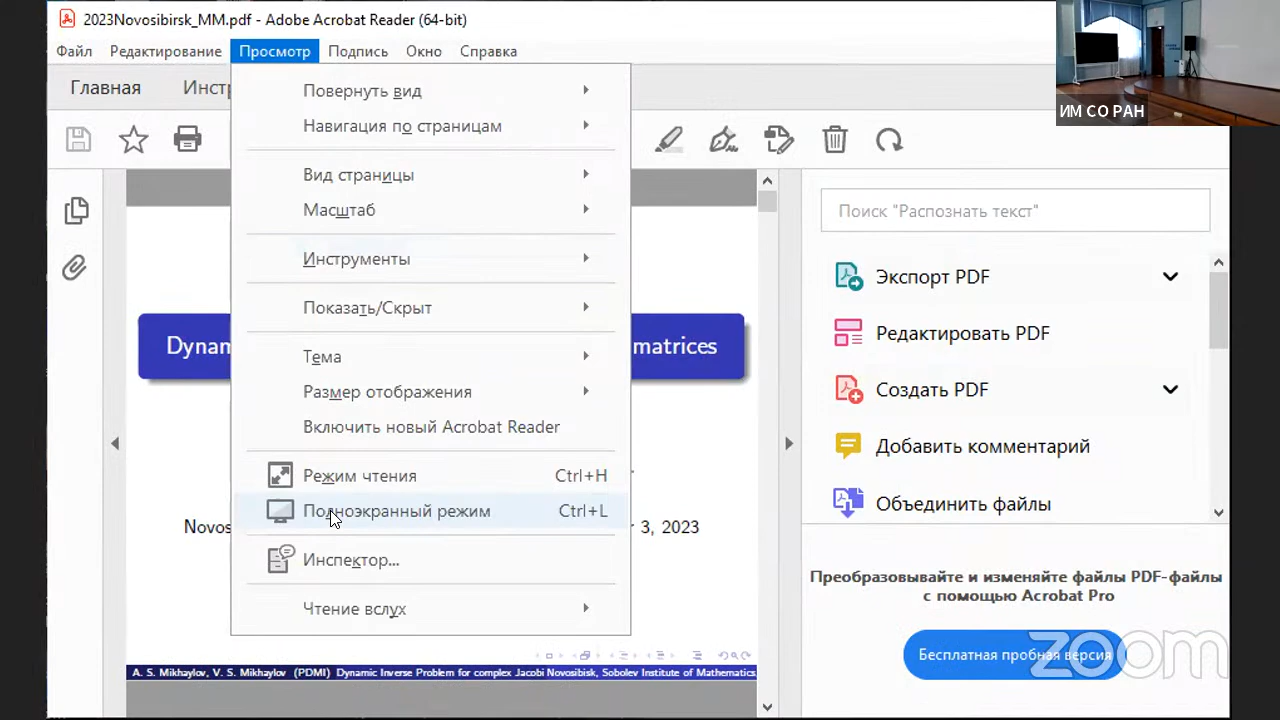 2023Novosibirsk_MM.pdf - Adobe Acrobat Reader (64-bit)
Файл Редактирование Просмотр Подпись Окно Справка
Главная Инстр
ИМ СО РАН
Повернуть вид
Навигация по страницам
Вид страницы
Масштаб
Инструменты
Показать/Скрыт
Тема
Размер отображения
Включить новый Acrobat Reader
Режим чтения Ctrl+H
Полноэкранный режим Ctrl+L
Инспектор...
Чтение вслух
Dynam
matrices
Novos
3, 2023
A. S. Mikhaylov, V. S. Mikhaylov (PDMI) Dynamic Inverse Problem for complex Jacobi Novosibisk, Sobolev Institute of Mathematics,
Поиск "Распознать текст"
Экспорт PDF
Редактировать PDF
Создать PDF
Добавить комментарий
Объединить файлы
Преобразовывайте и изменяйте файлы PDF-файлы
с помощью Acrobat Pro
Бесплатная пробная версия
zoom